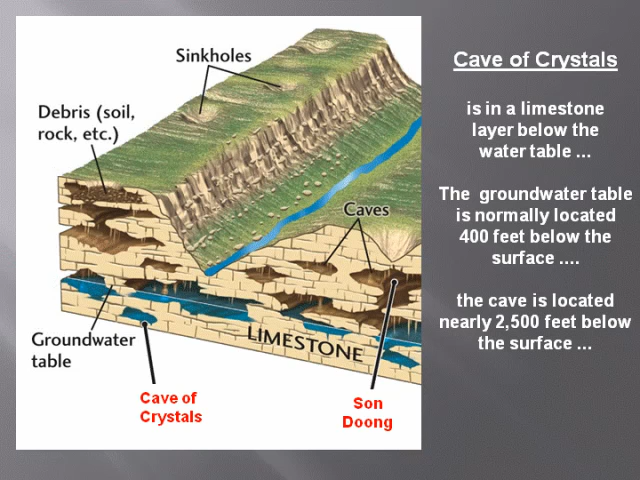 Cave of Crystals
is in a limestone
layer below the
water table ...
The groundwater table
is normally located
400 feet below the
surface ....
the cave is located
nearly 2,500 feet below
the surface ...
Sinkholes
Debris (soil,
rock, etc.)
Caves
Groundwater
table
LIMESTONE
Cave of
Crystals
Son
Doong